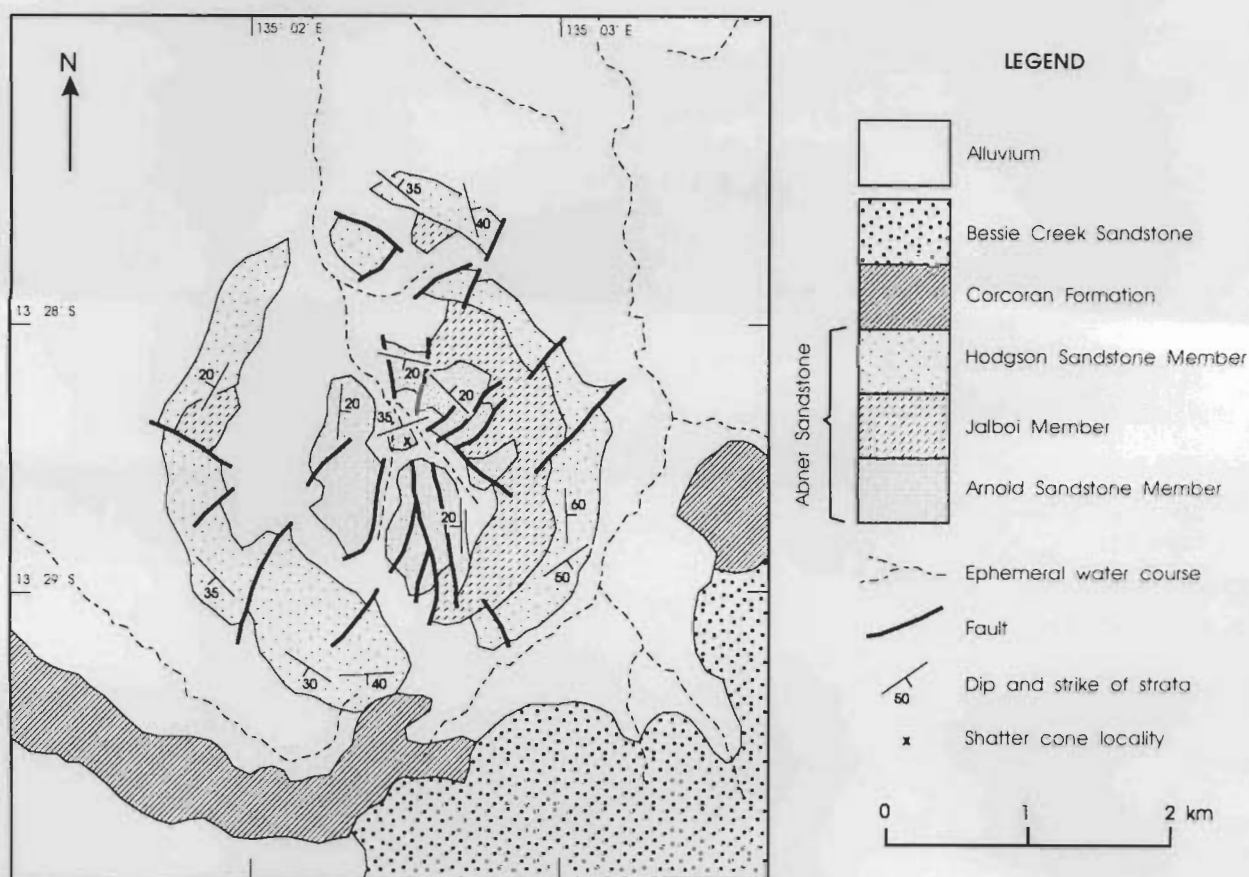 135° 02' E
135° 03' E
N
35
40
13 28' S
20
20
20
20
35
60
20
50
13 29' S
35
30
40
LEGEND
Alluvium
Bessie Creek Sandstone
Corcoran Formation
Hodgson Sandstone Member
Jalboi Member
Arnold Sandstone Member
Abner Sandstone
Ephemeral water course
Fault
50
Dip and strike of strata
x
Shatter cone locality
0 1 2 km